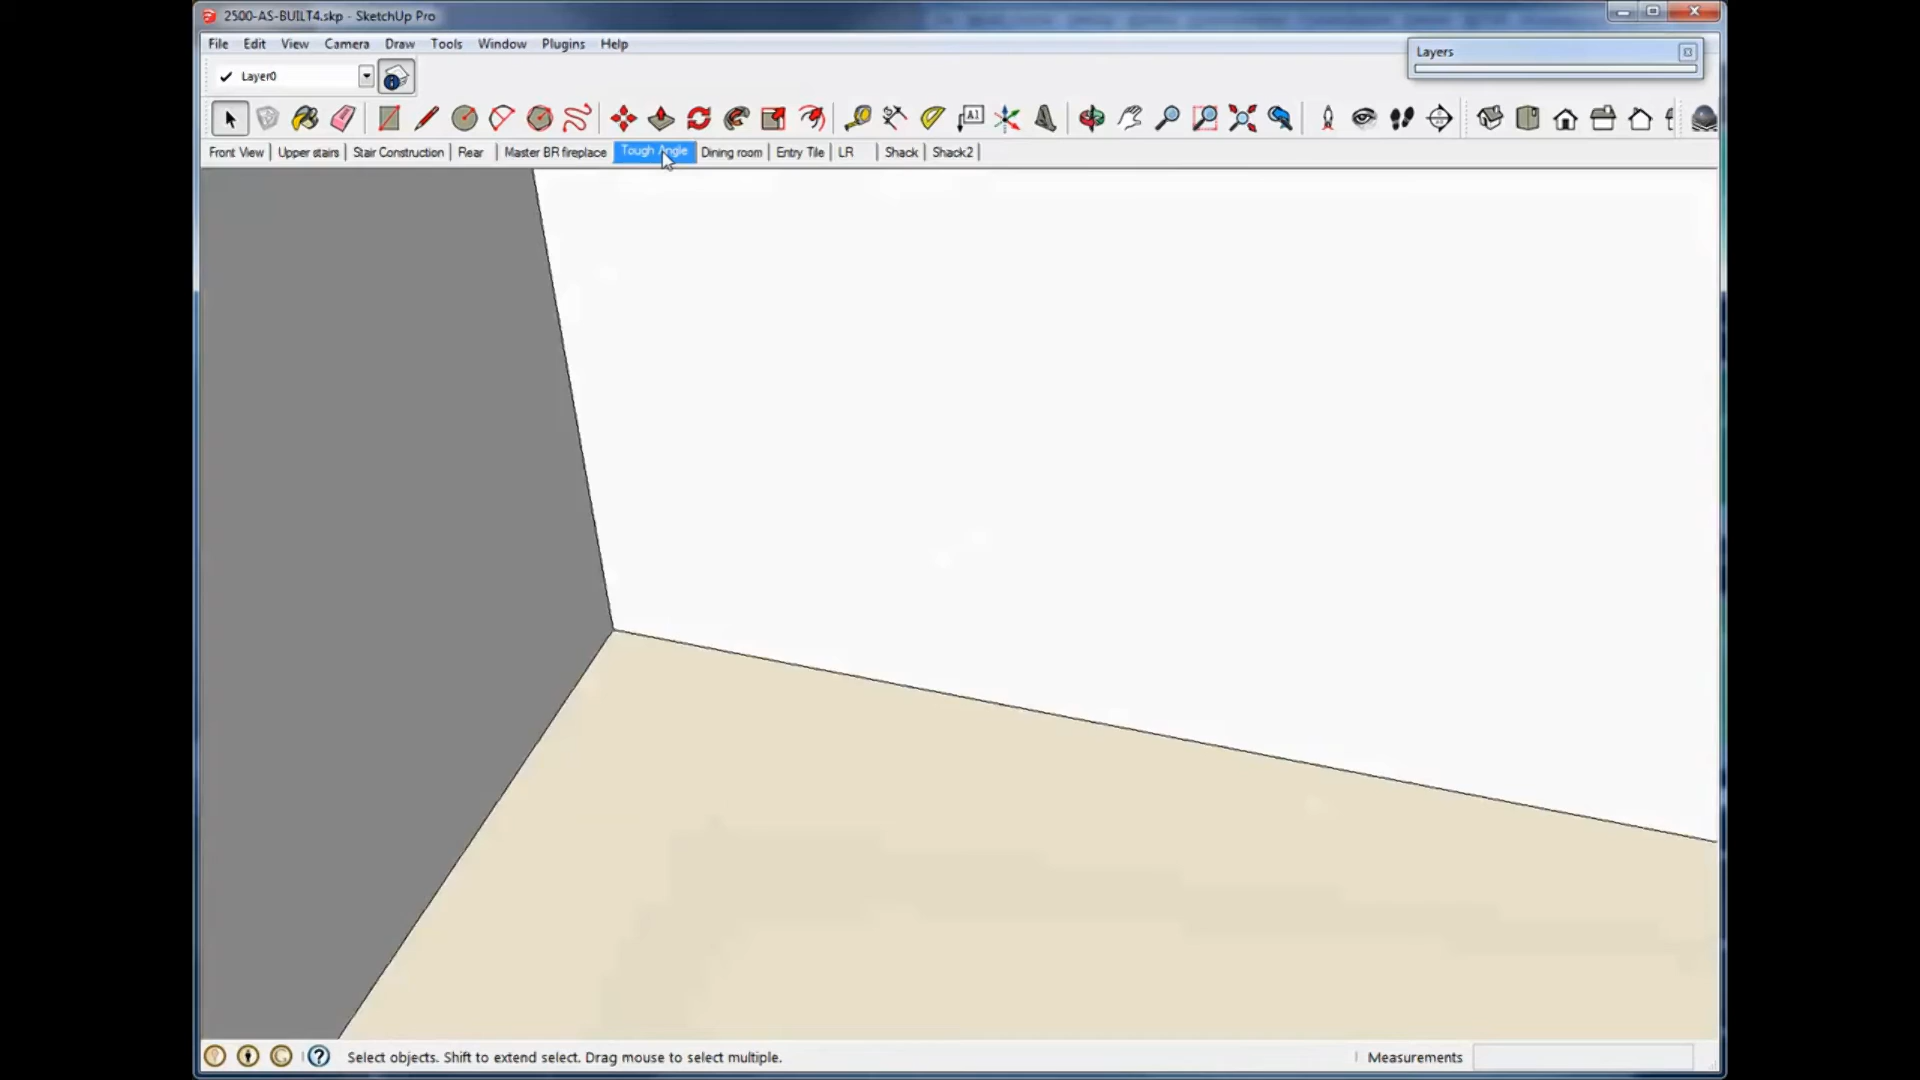 2500-AS-BUILT4.skp - SketchUp Pro
File Edit View Camera Draw Tools Window Plugins Help
Layers
Layer0
A1
Front View Upper stairs Stair Construction Rear Master BR fireplace Tough Angle Dining room Entry Tile LR Shack Shack2
Select objects. Shift to extend select. Drag mouse to select multiple.
Measurements